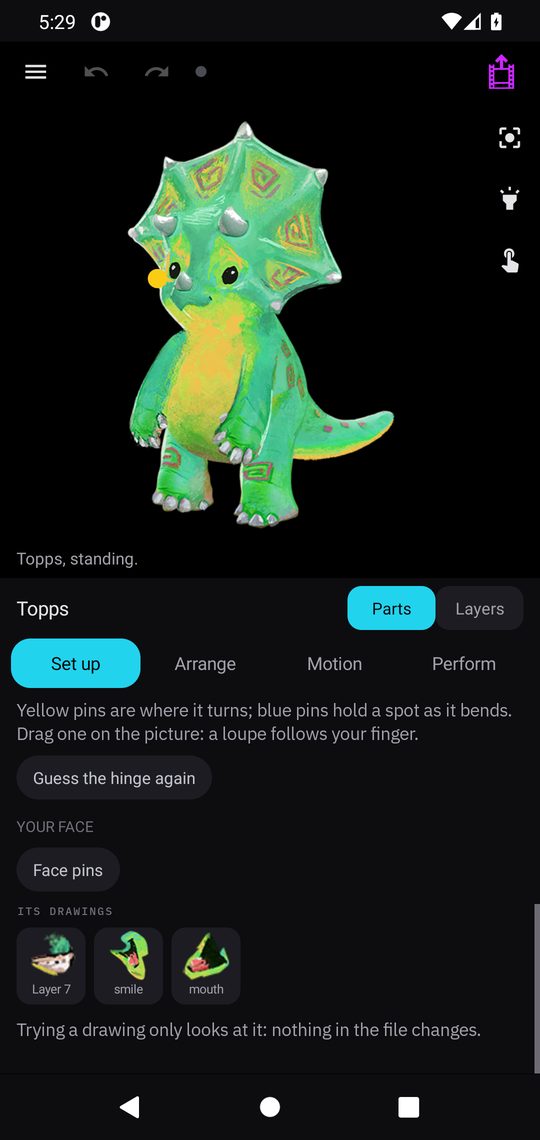 5:29
Topps, standing.
Topps
Parts
Layers
Set up
Arrange
Motion
Perform
Yellow pins are where it turns; blue pins hold a spot as it bends.
Drag one on the picture: a loupe follows your finger.
Guess the hinge again
YOUR FACE
Face pins
ITS DRAWINGS
Layer 7
smile
mouth
Trying a drawing only looks at it: nothing in the file changes.